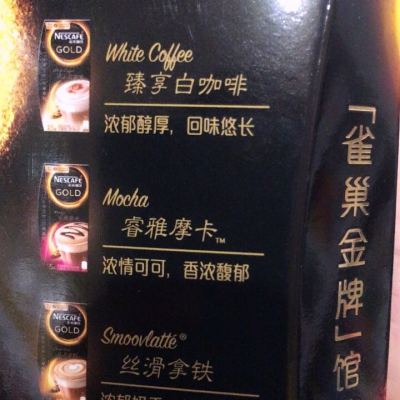 NESCAFÉ
GOLD
White Coffee
臻享白咖啡
浓郁醇厚，回味悠长
NESCAFÉ
GOLD
Mocha
睿雅摩卡™
浓情可可，香浓馥郁
NESCAFÉ
GOLD
Smoovlatté®
丝滑拿铁
「雀巢金牌」馆